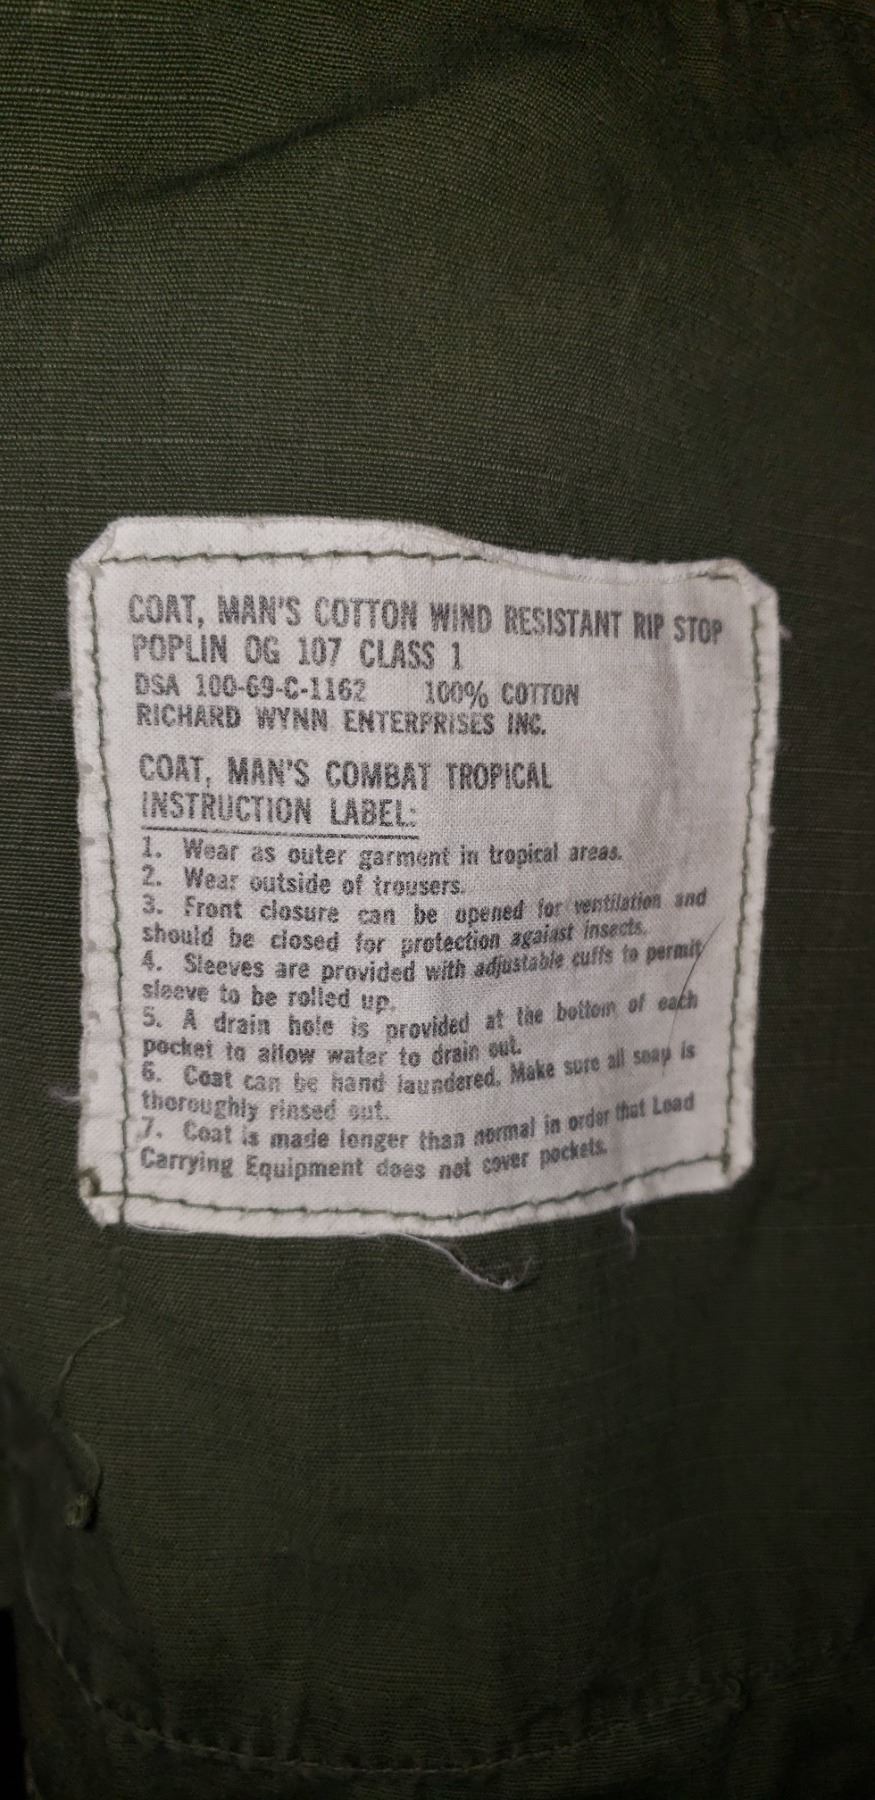 COAT, MAN'S COTTON WIND RESISTANT RIP STOP
POPLIN OG 107 CLASS 1
DSA 100-69-C-1162 100% COTTON
RICHARD WYNN ENTERPRISES INC.
COAT, MAN'S COMBAT TROPICAL
INSTRUCTION LABEL:
1. Wear as outer garment in tropical areas.
2. Wear outside of trousers.
3. Front closure can be opened for ventilation and
should be closed for protection against insects.
4. Sleeves are provided with adjustable cuffs to permit
sleeve to be rolled up.
5. A drain hole is provided at the bottom of each
pocket to allow water to drain out.
6. Coat can be hand laundered. Make sure all soap is
thoroughly rinsed out.
7. Coat is made longer than normal in order that Load
Carrying Equipment does not cover pockets.